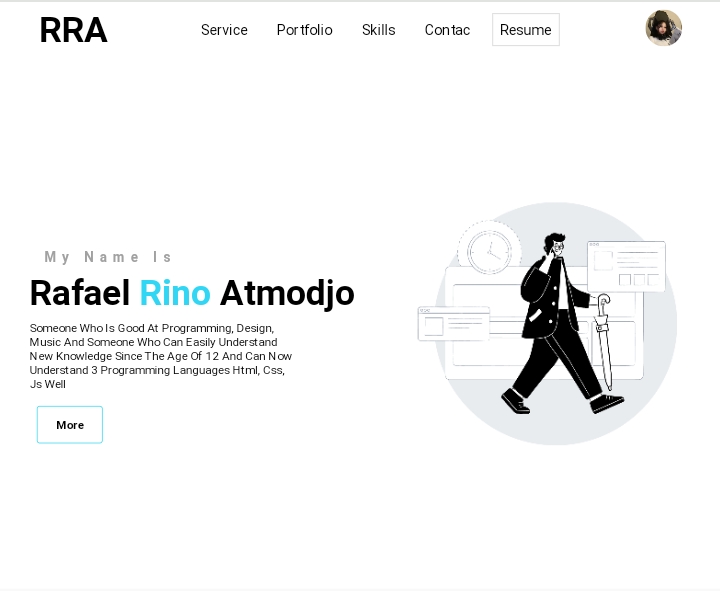 RRA
Service
Portfolio
Skills
Contac
Resume
My Name Is
Rafael Rino Atmodjo
Someone Who Is Good At Programming, Design,
Music And Someone Who Can Easily Understand
New Knowledge Since The Age Of 12 And Can Now
Understand 3 Programming Languages Html, Css,
Js Well
More